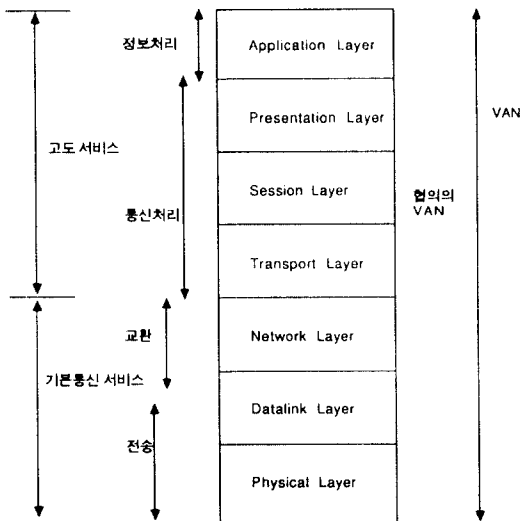 정보처리
Application Layer
VAN
Presentation Layer
고도 서비스
협의의
VAN
Session Layer
통신처리
Transport Layer
교환
Network Layer
기본통신 서비스
Datalink Layer
전송
Physical Layer